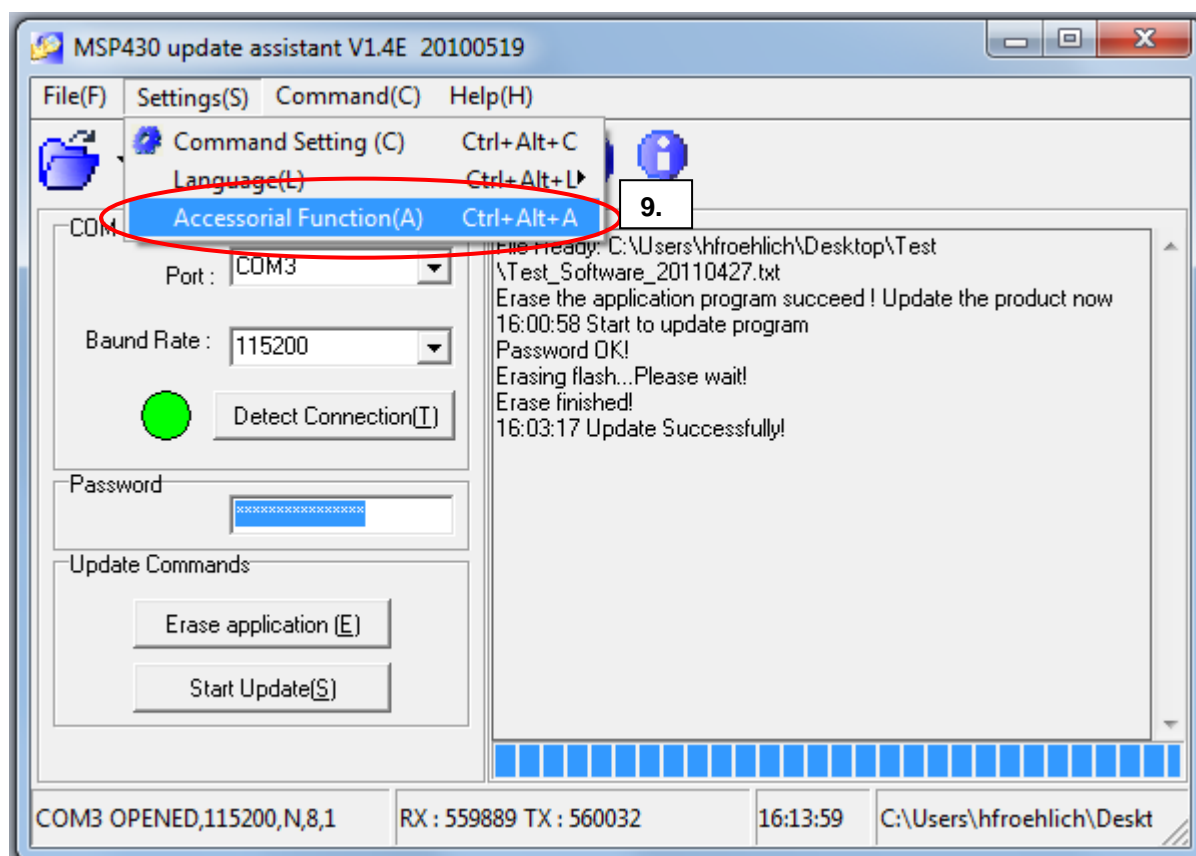 MSP430 update assistant V1.4E 20100519
File(F) Settings(S) Command(C) Help(H)
Command Setting (C) Ctrl+Alt+C
Language(L) Ctrl+Alt+L
Accessorial Function(A) Ctrl+Alt+A
9.
COM
Port : COM3
Baund Rate : 115200
Detect Connection(T)
Password
****************
Update Commands
Erase application (E)
Start Update(S)
File Ready: C:\Users\hfroehlich\Desktop\Test
\Test_Software_20110427.txt
Erase the application program succeed ! Update the product now
16:00:58 Start to update program
Password OK!
Erasing flash...Please wait!
Erase finished!
16:03:17 Update Successfully!
COM3 OPENED,115200,N,8,1 RX : 559889 TX : 560032 16:13:59 C:\Users\hfroehlich\Deskt